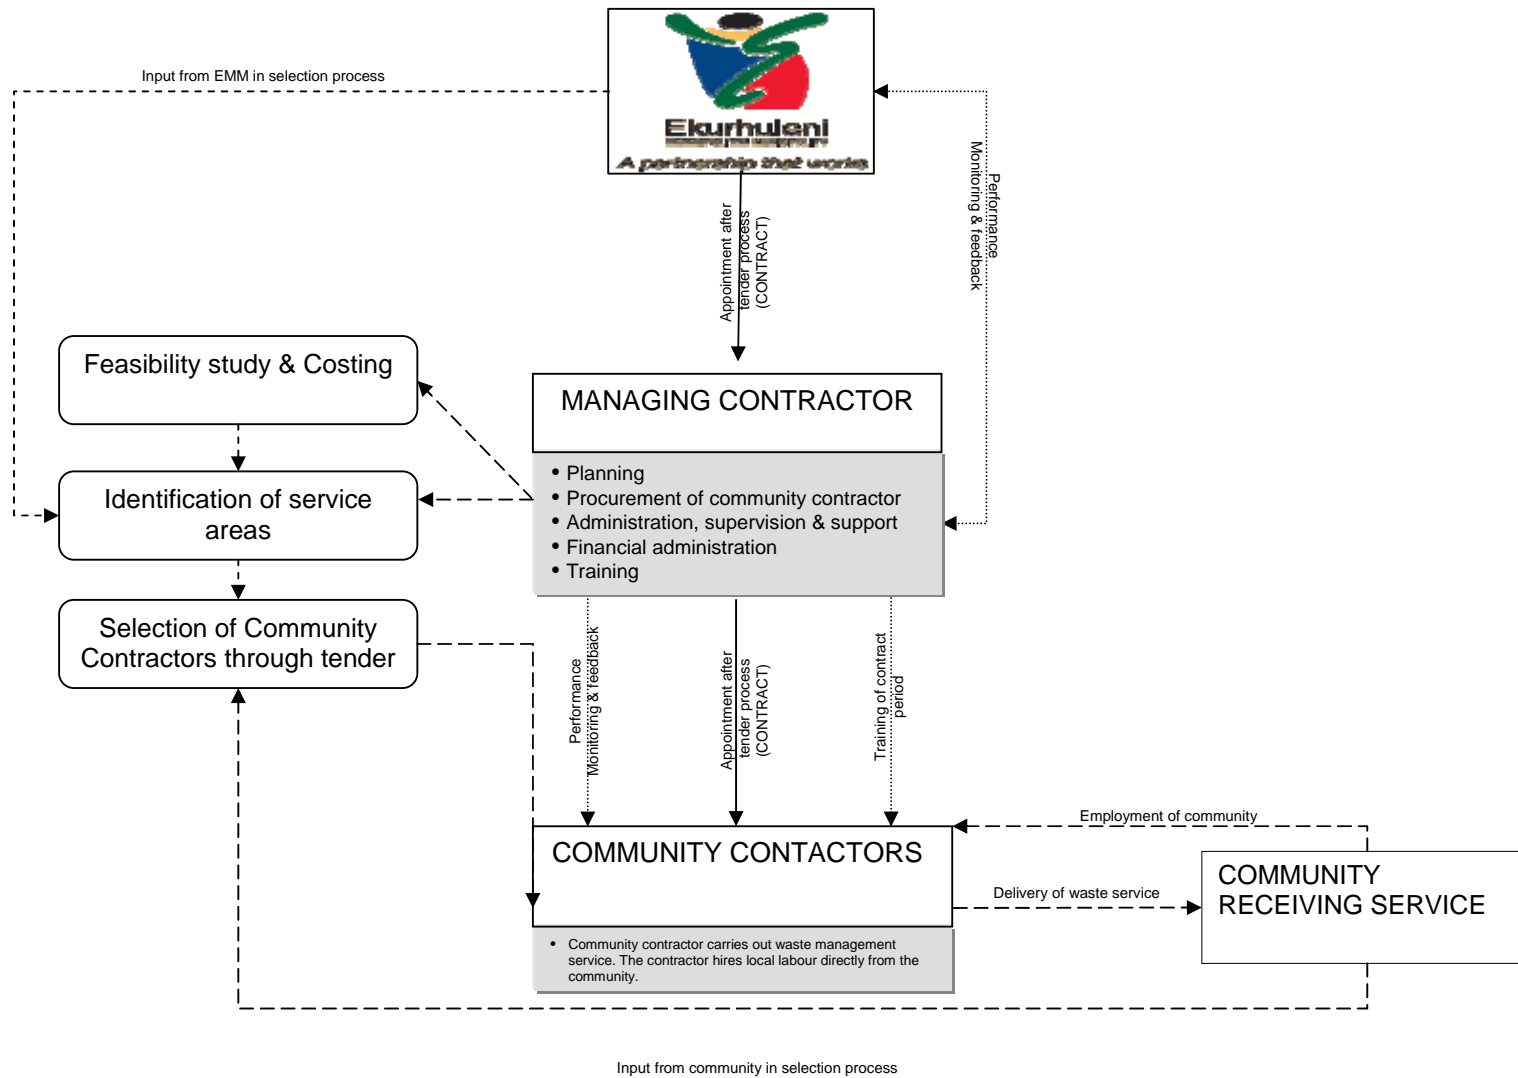 Input from EMM in selection process
Ekurhuleni
A partnership that works
Performance
Monitoring & feedback
Appointment after
tender process
(CONTRACT)
Feasibility study & Costing
MANAGING CONTRACTOR
• Planning
• Procurement of community contractor
• Administration, supervision & support
• Financial administration
• Training
Identification of service
areas
Selection of Community
Contractors through tender
Performance
Monitoring & feedback
Appointment after
tender process
(CONTRACT)
Training of contract
period
Employment of community
COMMUNITY CONTACTORS
Delivery of waste service
COMMUNITY
RECEIVING SERVICE
• Community contractor carries out waste management
service. The contractor hires local labour directly from the
community.
Input from community in selection process